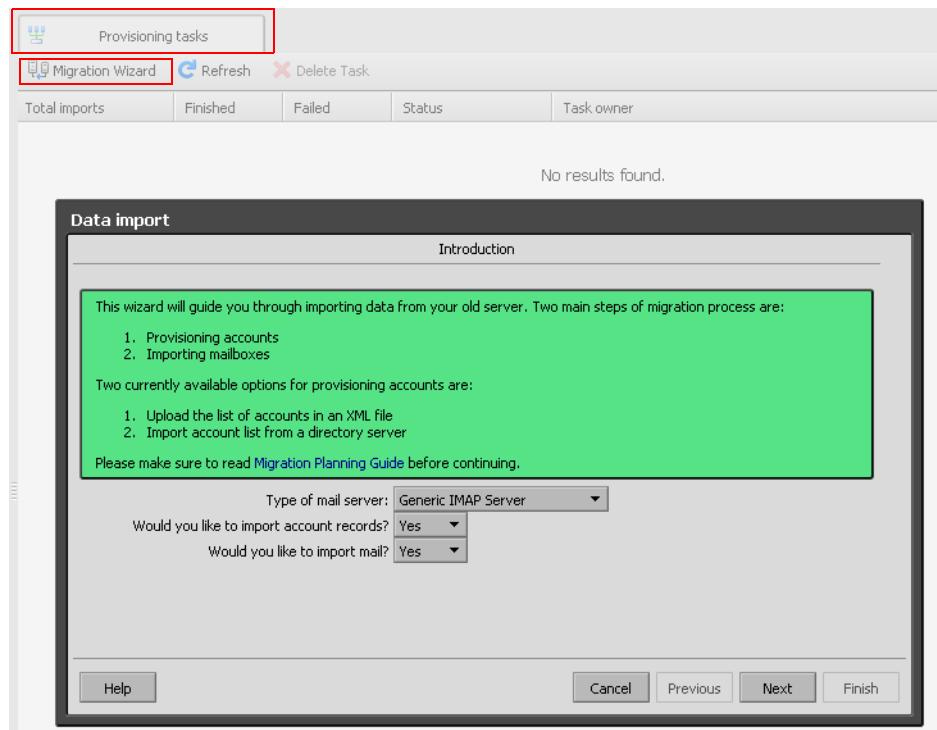 Provisioning tasks
Migration Wizard Refresh Delete Task
Total imports Finished Failed Status Task owner
No results found.
Data import
Introduction
This wizard will guide you through importing data from your old server. Two main steps of migration process are:
1. Provisioning accounts
2. Importing mailboxes
Two currently available options for provisioning accounts are:
1. Upload the list of accounts in an XML file
2. Import account list from a directory server
Please make sure to read Migration Planning Guide before continuing.
Type of mail server: Generic IMAP Server
Would you like to import account records? Yes
Would you like to import mail? Yes
Help Cancel Previous Next Finish